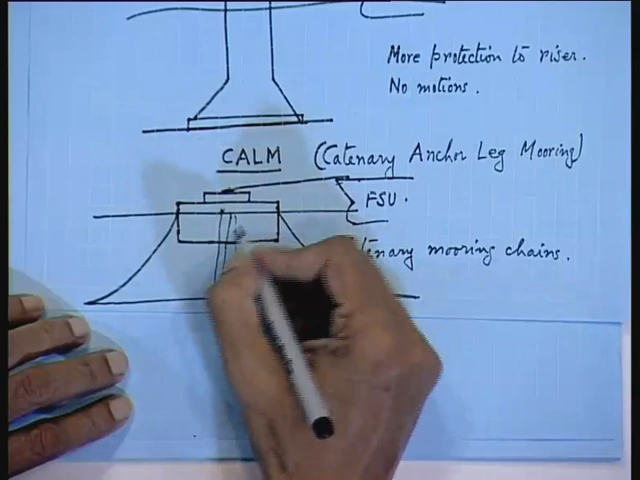 More protection to riser.
No motions.
CALM (Catenary Anchor Leg Mooring)
FSU.
mooring chains.